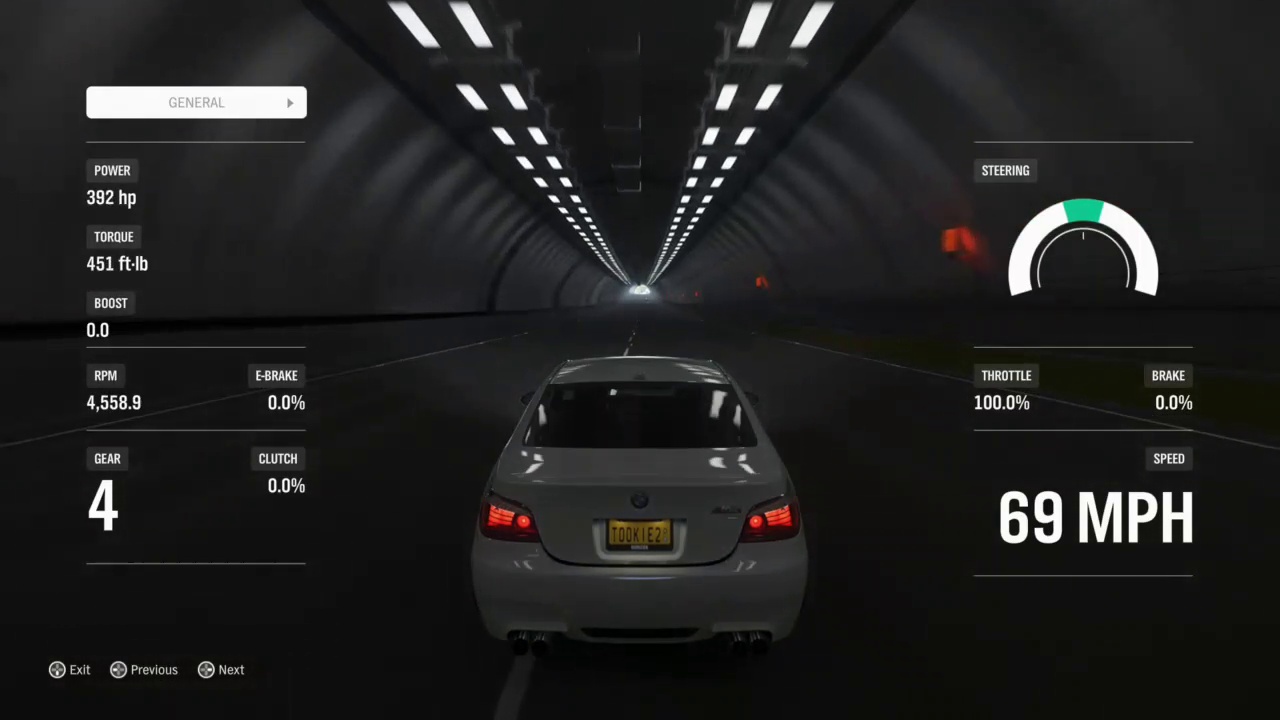 GENERAL
POWER
392 hp
TORQUE
451 ft·lb
BOOST
0.0
RPM
E-BRAKE
4,558.9
0.0%
GEAR
CLUTCH
4
0.0%
STEERING
THROTTLE
BRAKE
100.0%
0.0%
SPEED
69 MPH
TOOKIE2
Exit
Previous
Next